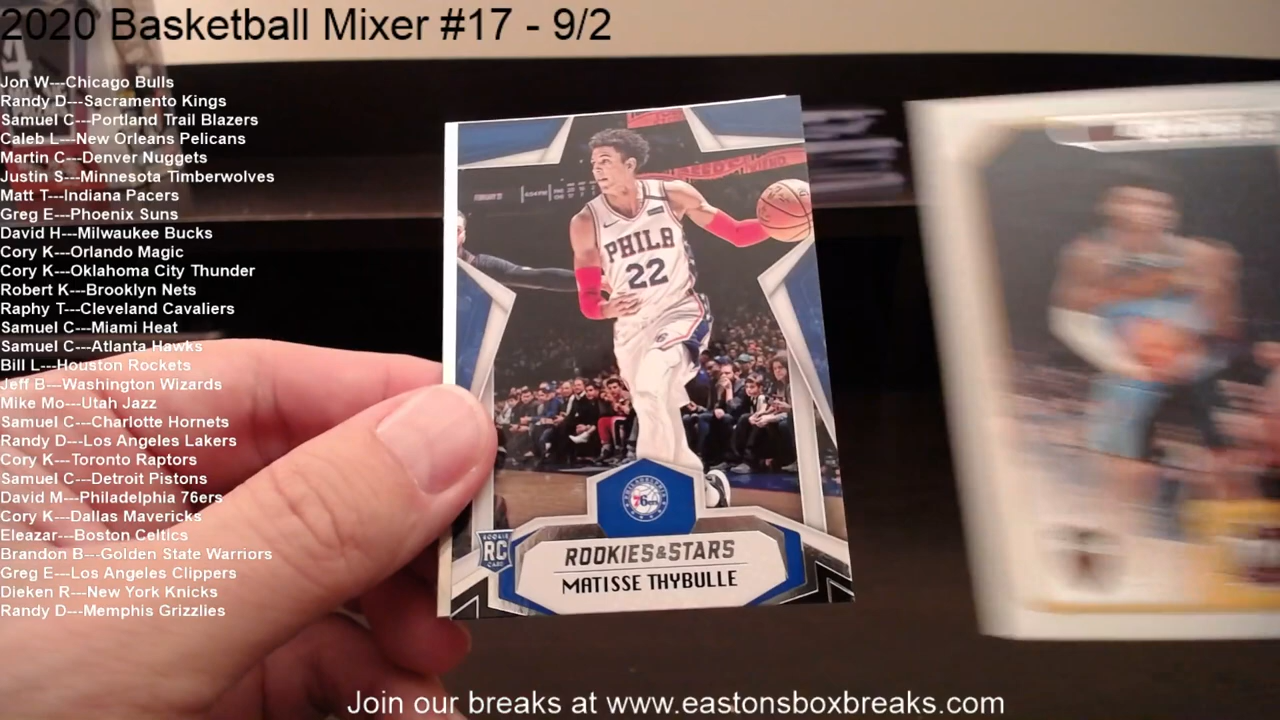 2020 Basketball Mixer #17 - 9/2
Jon W---Chicago Bulls
Randy D---Sacramento Kings
Samuel C---Portland Trail Blazers
Caleb L---New Orleans Pelicans
Martin C---Denver Nuggets
Justin S---Minnesota Timberwolves
Matt T---Indiana Pacers
Greg E---Phoenix Suns
David H---Milwaukee Bucks
Cory K---Orlando Magic
Cory K---Oklahoma City Thunder
Robert K---Brooklyn Nets
Raphy T---Cleveland Cavaliers
Samuel C---Miami Heat
Samuel C---Atlanta Hawks
Bill L---Houston Rockets
Jeff B---Washington Wizards
Mike Mo---Utah Jazz
Samuel C---Charlotte Hornets
Randy D---Los Angeles Lakers
Cory K---Toronto Raptors
Samuel C---Detroit Pistons
David M---Philadelphia 76ers
Cory K---Dallas Mavericks
Eleazar---Boston Celtics
Brandon B---Golden State Warriors
Greg E---Los Angeles Clippers
Dieken R---New York Knicks
Randy D---Memphis Grizzlies
PHILA
22
76ers
ROOKIE
RC
CARD
ROOKIES&STARS
MATISSE THYBULLE
Join our breaks at www.eastonsboxbreaks.com